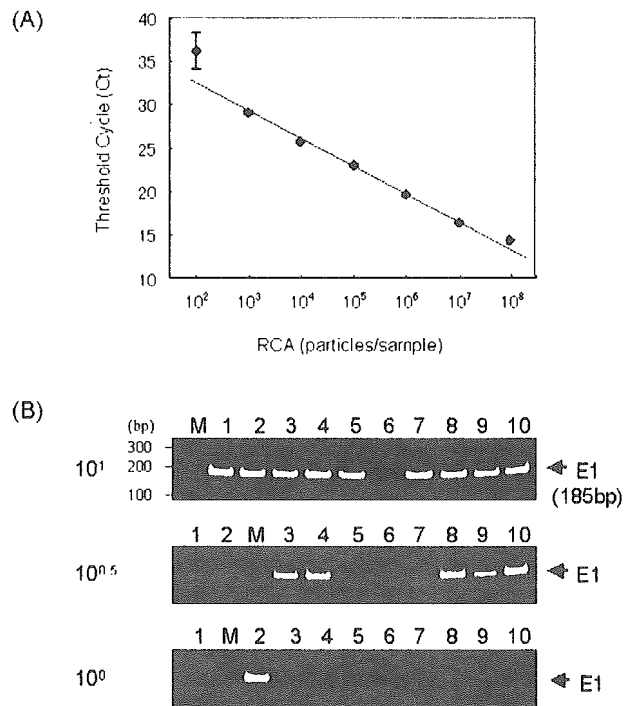 (A)
Threshold Cycle (Ct)
40
35
30
25
20
15
10
10² 10³ 10⁴ 10⁵ 10⁶ 10⁷ 10⁸
RCA (particles/sample)
(B)
(bp) M 1 2 3 4 5 6 7 8 9 10
300
10¹ 200 E1
100 (185bp)
1 2 M 3 4 5 6 7 8 9 10
10⁰·⁵ E1
1 M 2 3 4 5 6 7 8 9 10
10⁰ E1